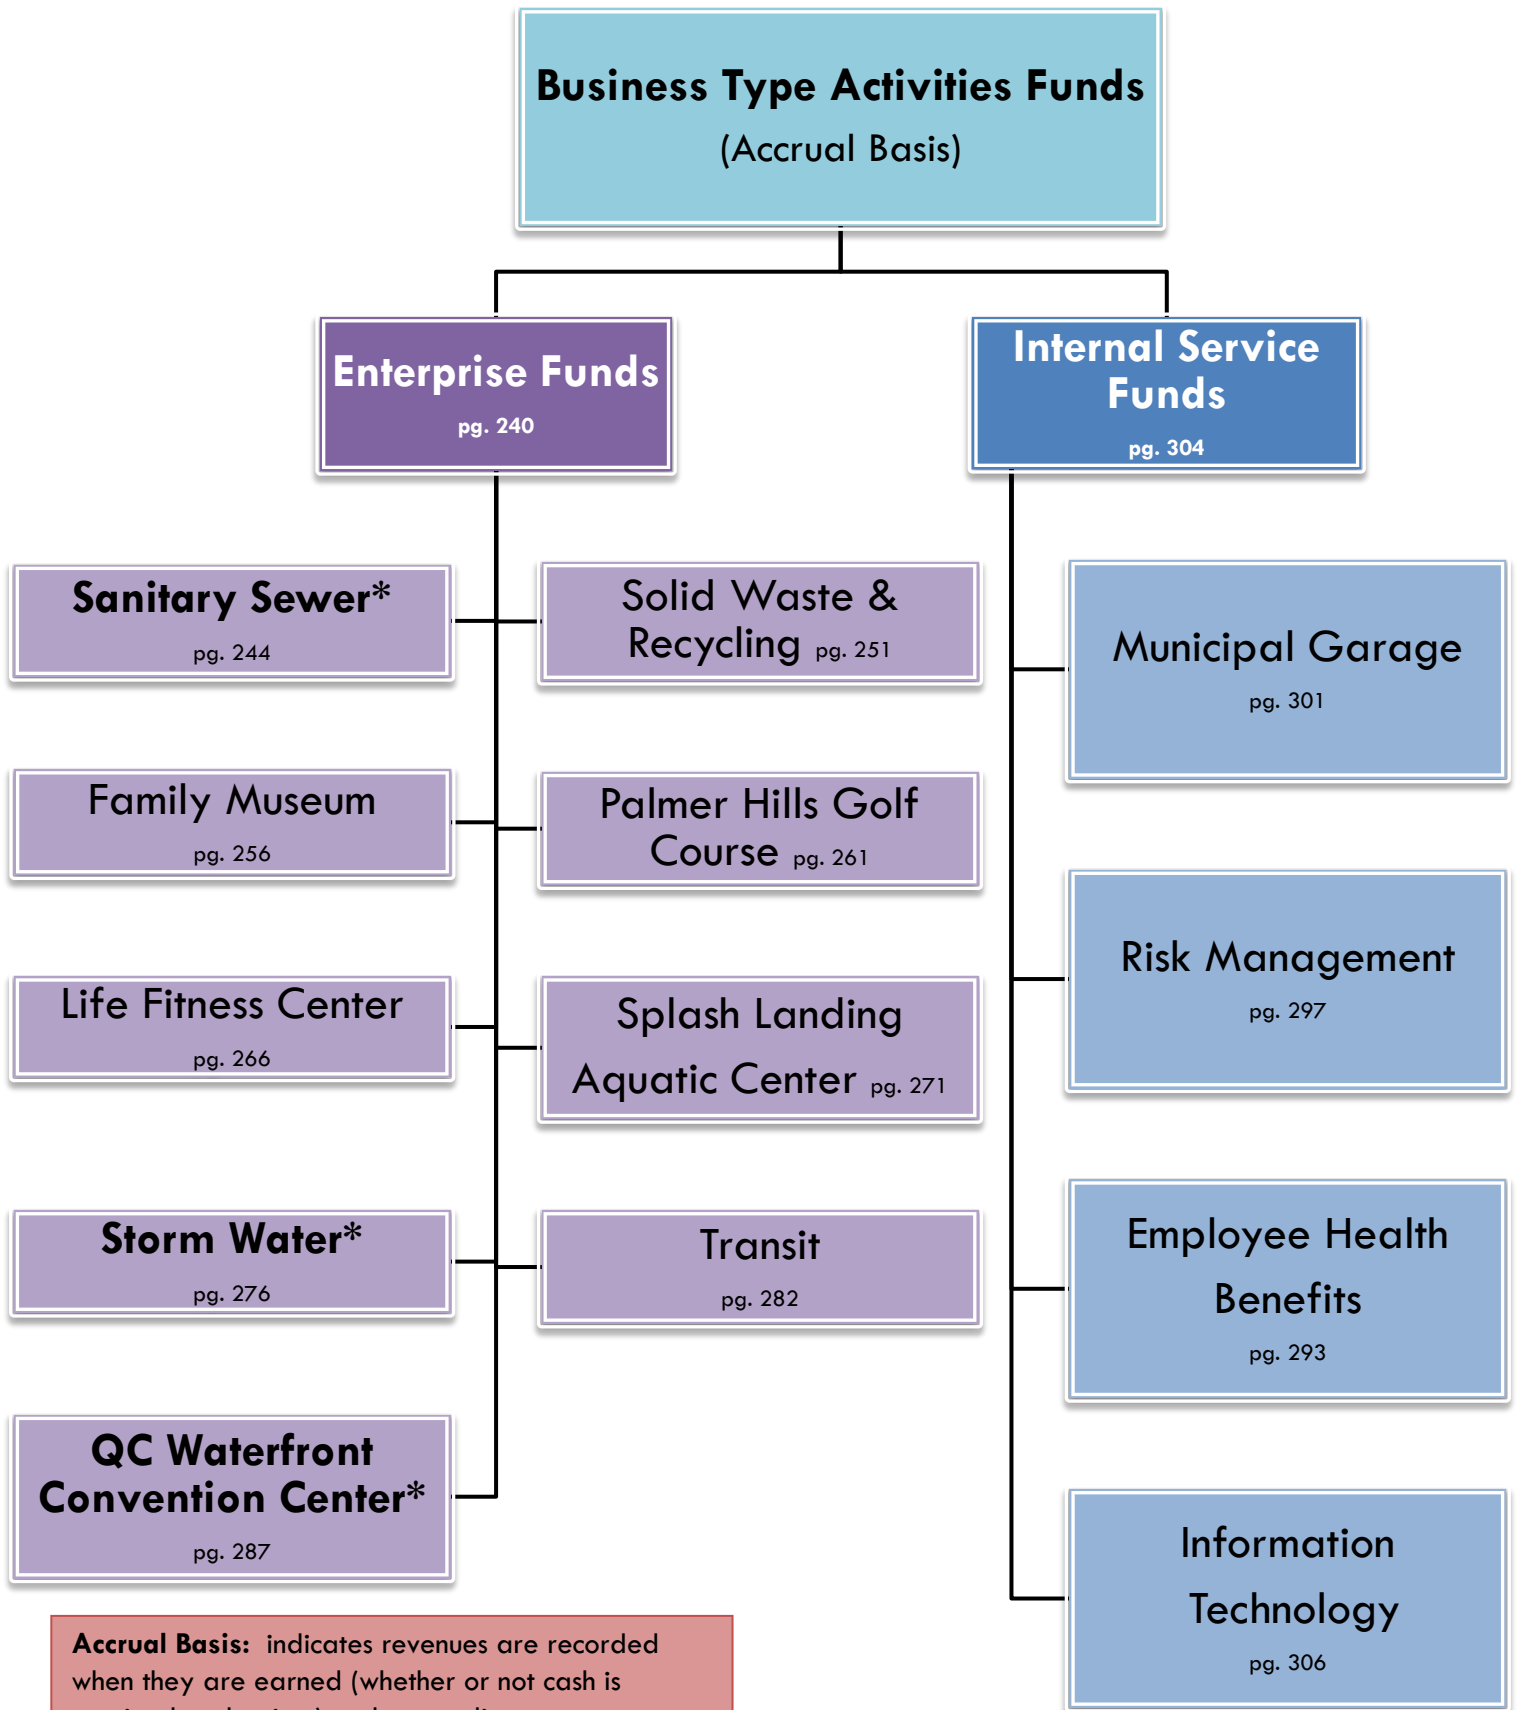 Business Type Activities Funds
(Accrual Basis)
Enterprise Funds
pg. 240
Internal Service
Funds
pg. 304
Sanitary Sewer*
pg. 244
Solid Waste &
Recycling pg. 251
Family Museum
pg. 256
Palmer Hills Golf
Course pg. 261
Life Fitness Center
pg. 266
Splash Landing
Aquatic Center pg. 271
Storm Water*
pg. 276
Transit
pg. 282
QC Waterfront
Convention Center*
pg. 287
Municipal Garage
pg. 301
Risk Management
pg. 297
Employee Health
Benefits
pg. 293
Information
Technology
pg. 306
Accrual Basis: indicates revenues are recorded
when they are earned (whether or not cash is